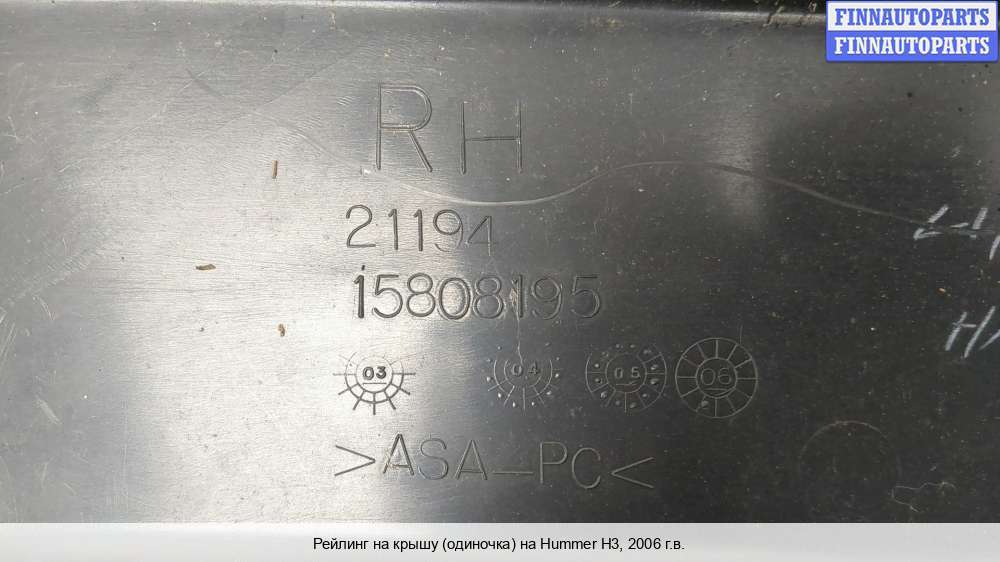 FINNAUTOPARTS
FINNAUTOPARTS
RH
21194
15808195
03 04 05 06
>ASA-PC<
Рейлинг на крышу (одиночка) на Hummer H3, 2006 г.в.